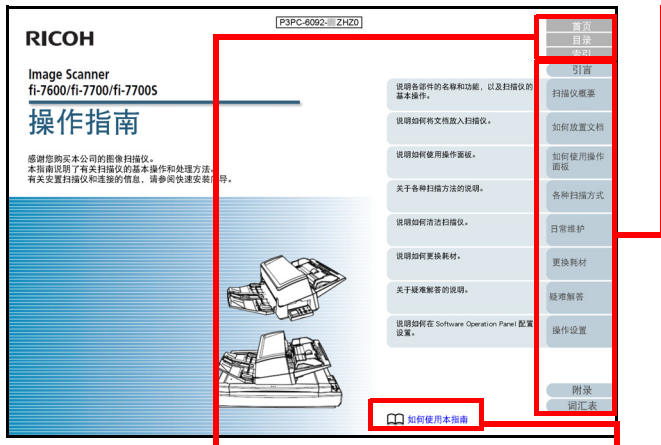 P3PC-6092- ZHZ0
RICOH
Image Scanner
fi-7600/fi-7700/fi-7700S
操作指南
感谢您购买本公司的图像扫描仪。
本指南说明了有关扫描仪的基本操作和处理方法。
有关安置扫描仪和连接的信息，请参阅快速安装 导。
首页
目录
索引
引言
说明各部件的名称和功能，以及扫描仪的
基本操作。
扫描仪概要
说明如何将文档放入扫描仪。
如何放置文档
说明如何使用操作面板。
如何使用操作
面板
关于各种扫描方法的说明。
各种扫描方式
说明如何清洁扫描仪。
日常维护
说明如何更换耗材。
更换耗材
关于疑难解答的说明。
疑难解答
说明如何在 Software Operation Panel 配置
设置。
操作设置
附录
词汇表
如何使用本指南